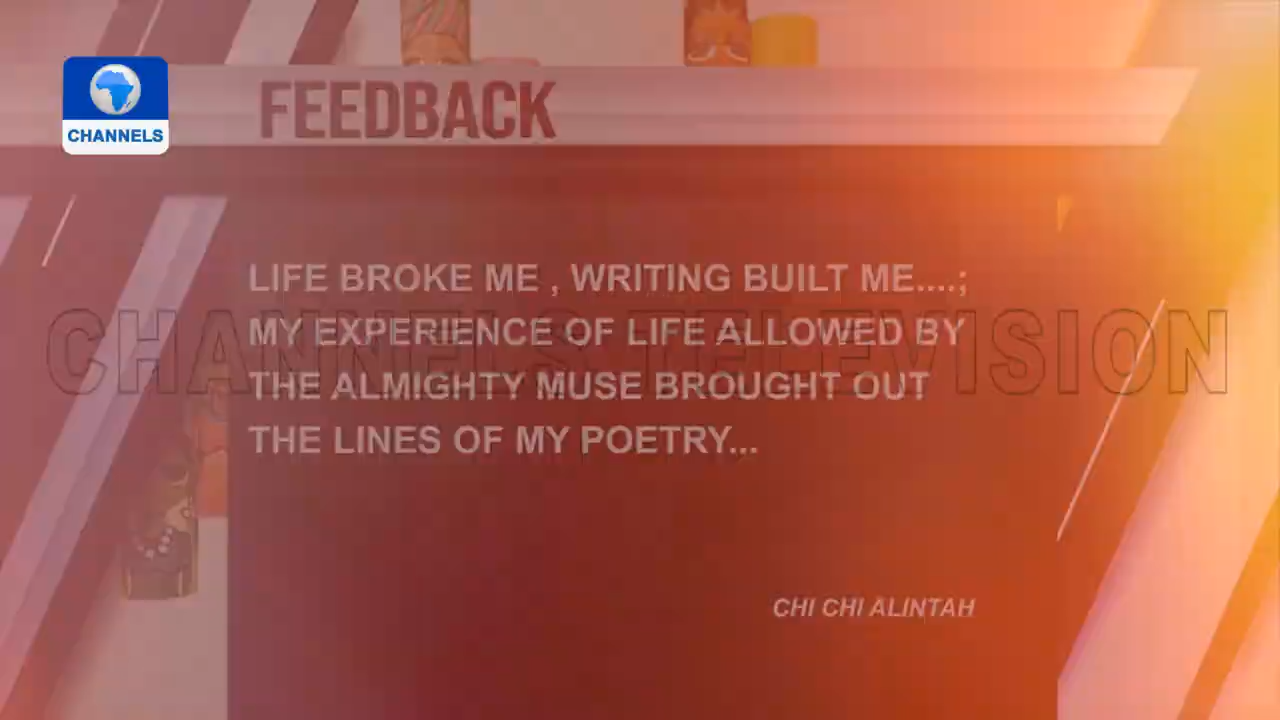 FEEDBACK
CHANNELS
LIFE BROKE ME , WRITING BUILT ME....;
MY EXPERIENCE OF LIFE ALLOWED BY
CHANNELS TELEVISION
THE ALMIGHTY MUSE BROUGHT OUT
THE LINES OF MY POETRY...
CHI CHI ALINTAH